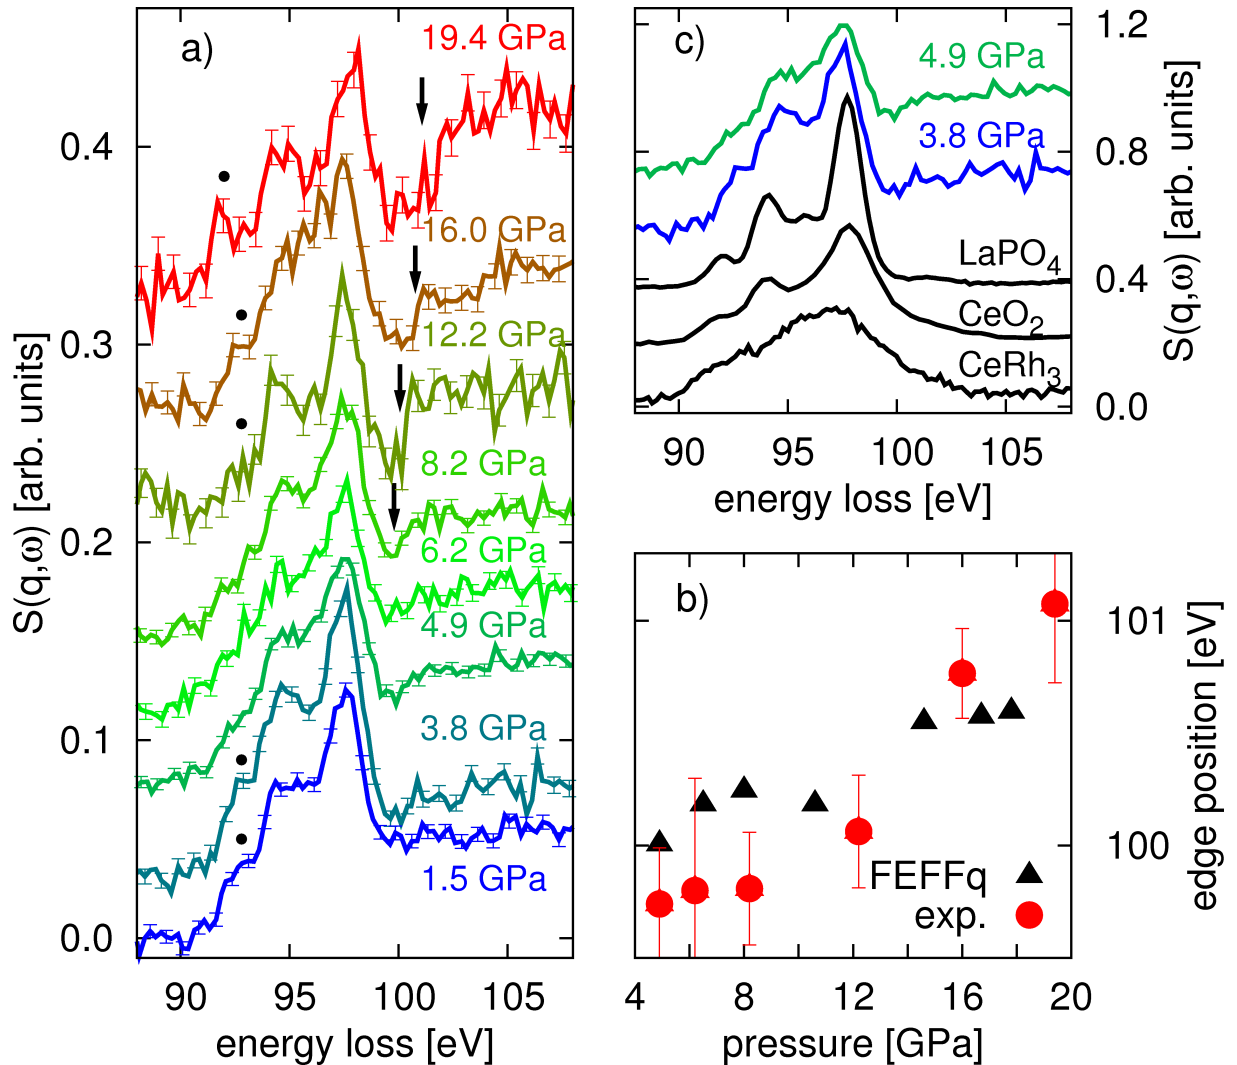 a)
19.4 GPa
16.0 GPa
12.2 GPa
8.2 GPa
6.2 GPa
4.9 GPa
3.8 GPa
1.5 GPa
0.4
0.3
0.2
0.1
0.0
S(q,ω) [arb. units]
90 95 100 105
energy loss [eV]
c)
4.9 GPa
3.8 GPa
LaPO4
CeO2
CeRh3
1.2
0.8
0.4
0.0
S(q,ω) [arb. units]
90 95 100 105
energy loss [eV]
b)
FEFFq
exp.
101
100
edge position [eV]
4 8 12 16 20
pressure [GPa]